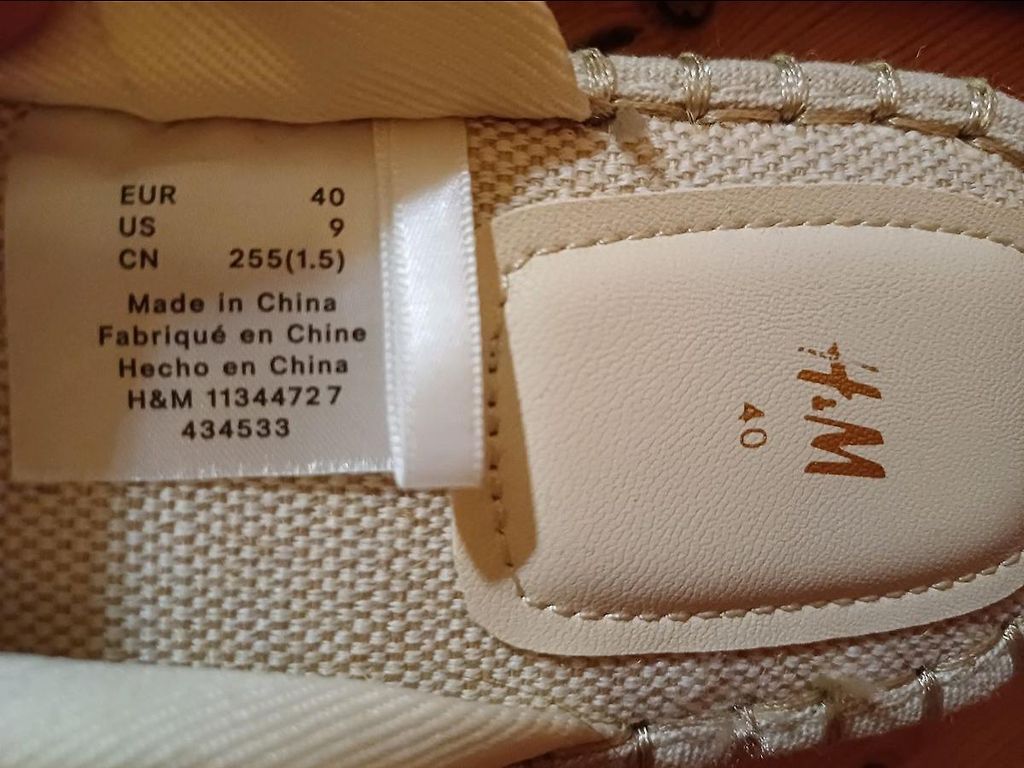 EUR 40
US 9
CN 255(1.5)
Made in China
Fabriqué en Chine
Hecho en China
H&M 11344727
434533
H&M
40